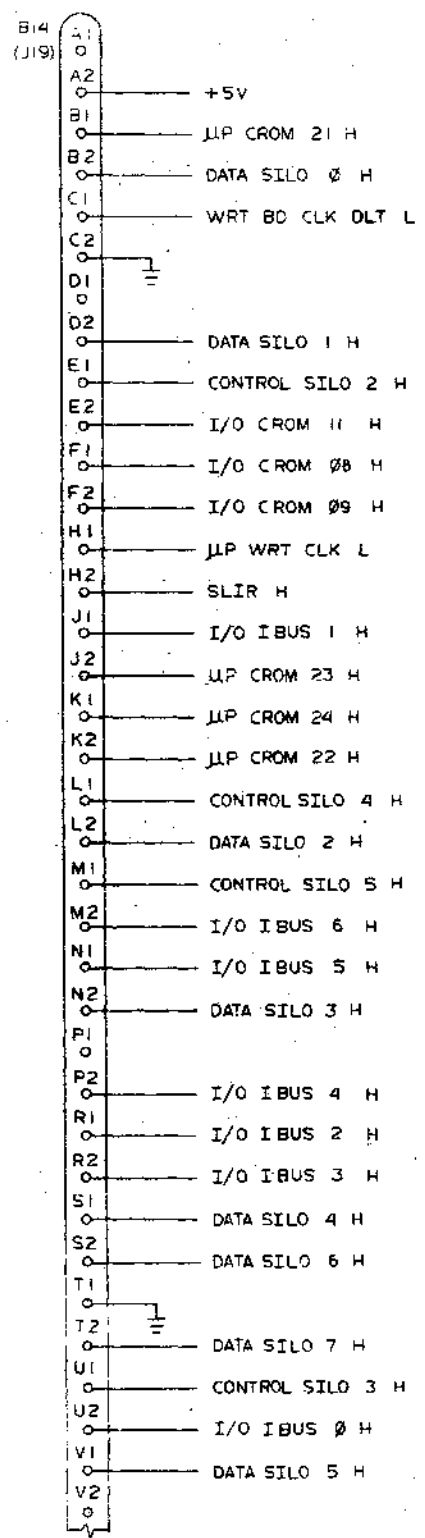 B14
(J19)
A1
A2 +5V
B1 µP CROM 21 H
B2 DATA SILO Ø H
C1 WRT BD CLK DLT L
C2
D1
D2 DATA SILO 1 H
E1 CONTROL SILO 2 H
E2 I/O CROM 11 H
F1 I/O CROM Ø8 H
F2 I/O CROM Ø9 H
H1 µP WRT CLK L
H2 SLIR H
J1 I/O IBUS 1 H
J2 µP CROM 23 H
K1 µP CROM 24 H
K2 µP CROM 22 H
L1 CONTROL SILO 4 H
L2 DATA SILO 2 H
M1 CONTROL SILO 5 H
M2 I/O IBUS 6 H
N1 I/O IBUS 5 H
N2 DATA SILO 3 H
P1
P2 I/O IBUS 4 H
R1 I/O IBUS 2 H
R2 I/O IBUS 3 H
S1 DATA SILO 4 H
S2 DATA SILO 6 H
T1
T2 DATA SILO 7 H
U1 CONTROL SILO 3 H
U2 I/O IBUS Ø H
V1 DATA SILO 5 H
V2